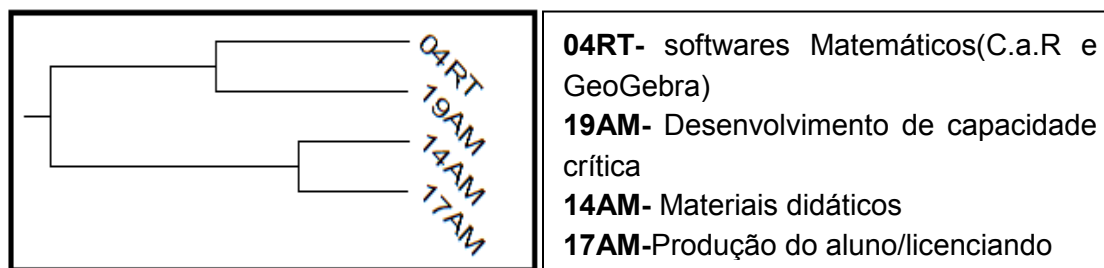 04RT
19AM
14AM
17AM
04RT- softwares Matemáticos(C.a.R e
GeoGebra)
19AM- Desenvolvimento de capacidade
crítica
14AM- Materiais didáticos
17AM-Produção do aluno/licenciando